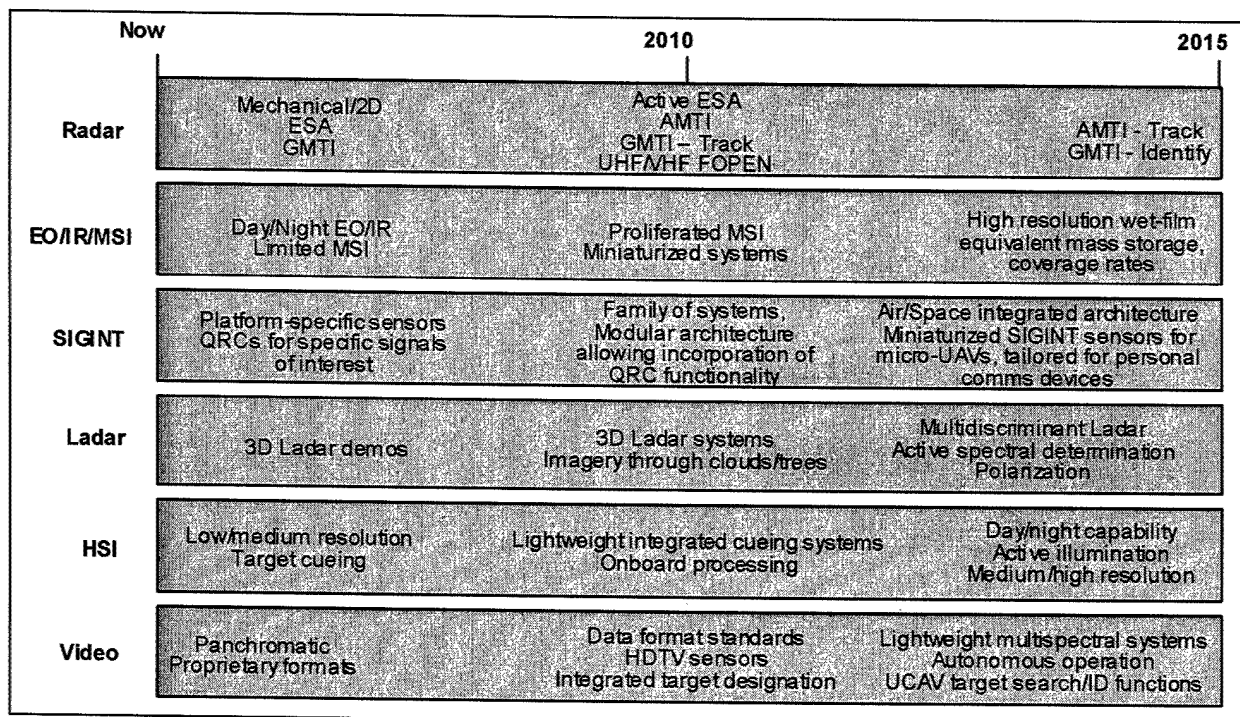 Now
2010
2015
Radar
Mechanical/2D
ESA
GMTI
Active ESA
AMTI
GMTI – Track
UHF/VHF FOPEN
AMTI - Track
GMTI - Identify
EO/IR/MSI
Day/Night EO/IR
Limited MSI
Proliferated MSI
Miniaturized systems
High resolution wet-film
equivalent mass storage,
coverage rates
SIGINT
Platform-specific sensors
QRCs for specific signals
of interest
Family of systems,
Modular architecture
allowing incorporation of
QRC functionality
Air/Space integrated architecture
Miniaturized SIGINT sensors for
micro-UAVs, tailored for personal
comms devices
Ladar
3D Ladar demos
3D Ladar systems
Imagery through clouds/trees
Multidiscriminant Ladar
Active spectral determination
Polarization
HSI
Low/medium resolution
Target cueing
Lightweight integrated cueing systems
Onboard processing
Day/night capability
Active illumination
Medium/high resolution
Video
Panchromatic
Proprietary formats
Data format standards
HDTV sensors
Integrated target designation
Lightweight multispectral systems
Autonomous operation
UCAV target search/ID functions